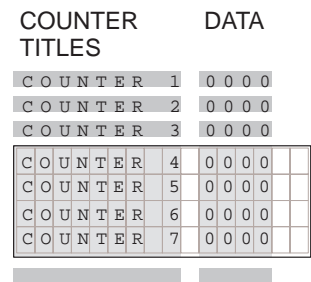 COUNTER DATA
TITLES
COUNTER 1 0000
COUNTER 2 0000
COUNTER 3 0000
COUNTER 4 0000
COUNTER 5 0000
COUNTER 6 0000
COUNTER 7 0000